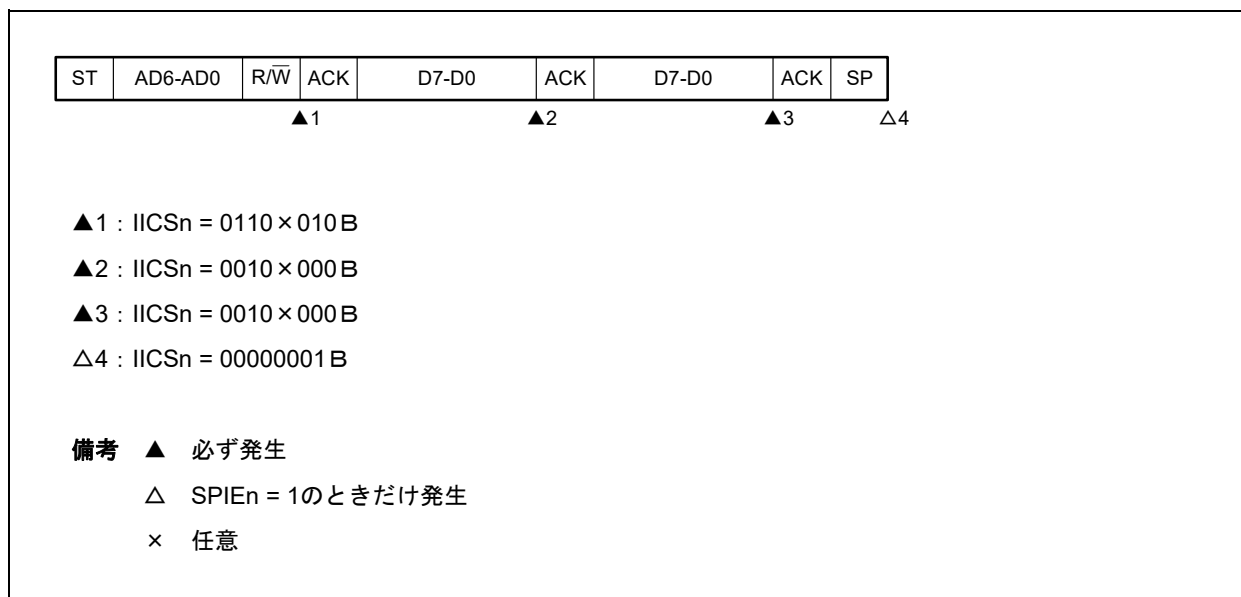 ST AD6-AD0 R/W̅ ACK D7-D0 ACK D7-D0 ACK SP
▲1 ▲2 ▲3 △4
▲1：IICSn = 0110×010B
▲2：IICSn = 0010×000B
▲3：IICSn = 0010×000B
△4：IICSn = 00000001B
備考 ▲ 必ず発生
△ SPIEn = 1のときだけ発生
× 任意